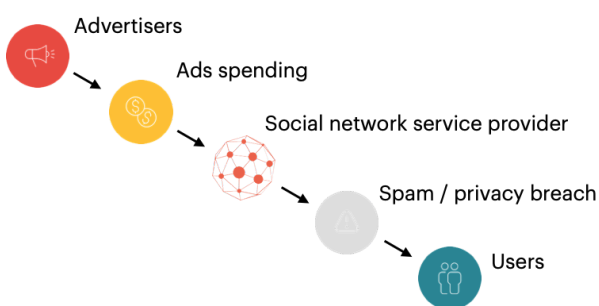 Advertisers
Ads spending
Social network service provider
Spam / privacy breach
Users